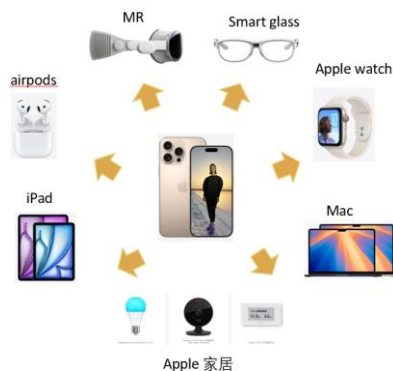 MR
Smart glass
airpods
Apple watch
iPad
Mac
Apple 家居